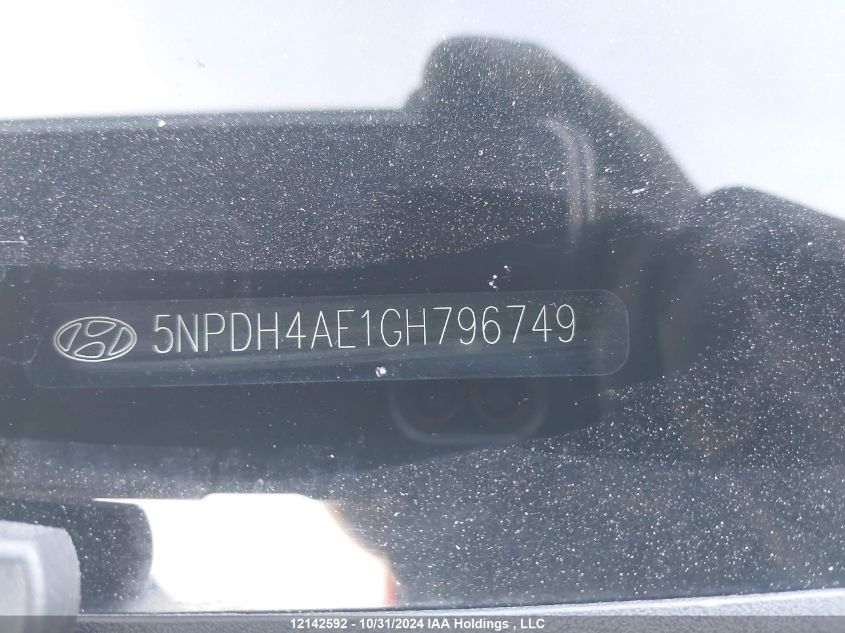 5NPDH4AE1GH796749
12142592 - 10/31/2024 IAA Holdings , LLC